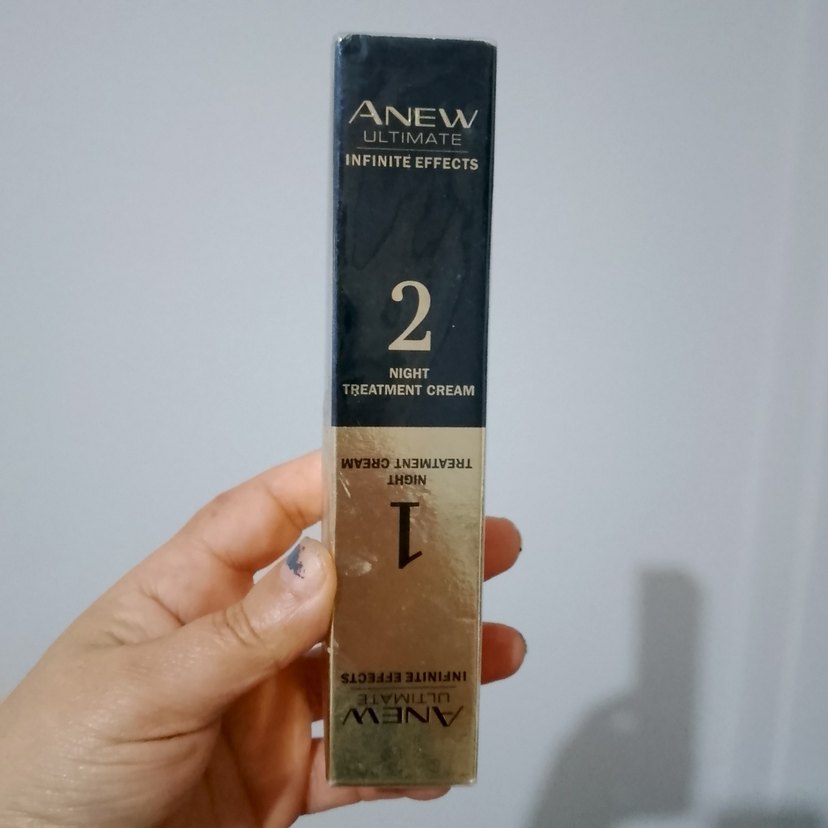 ANEW
ULTIMATE
INFINITE EFFECTS
2
NIGHT
TREATMENT CREAM
1
NIGHT
TREATMENT CREAM
ANEW
ULTIMATE
INFINITE EFFECTS